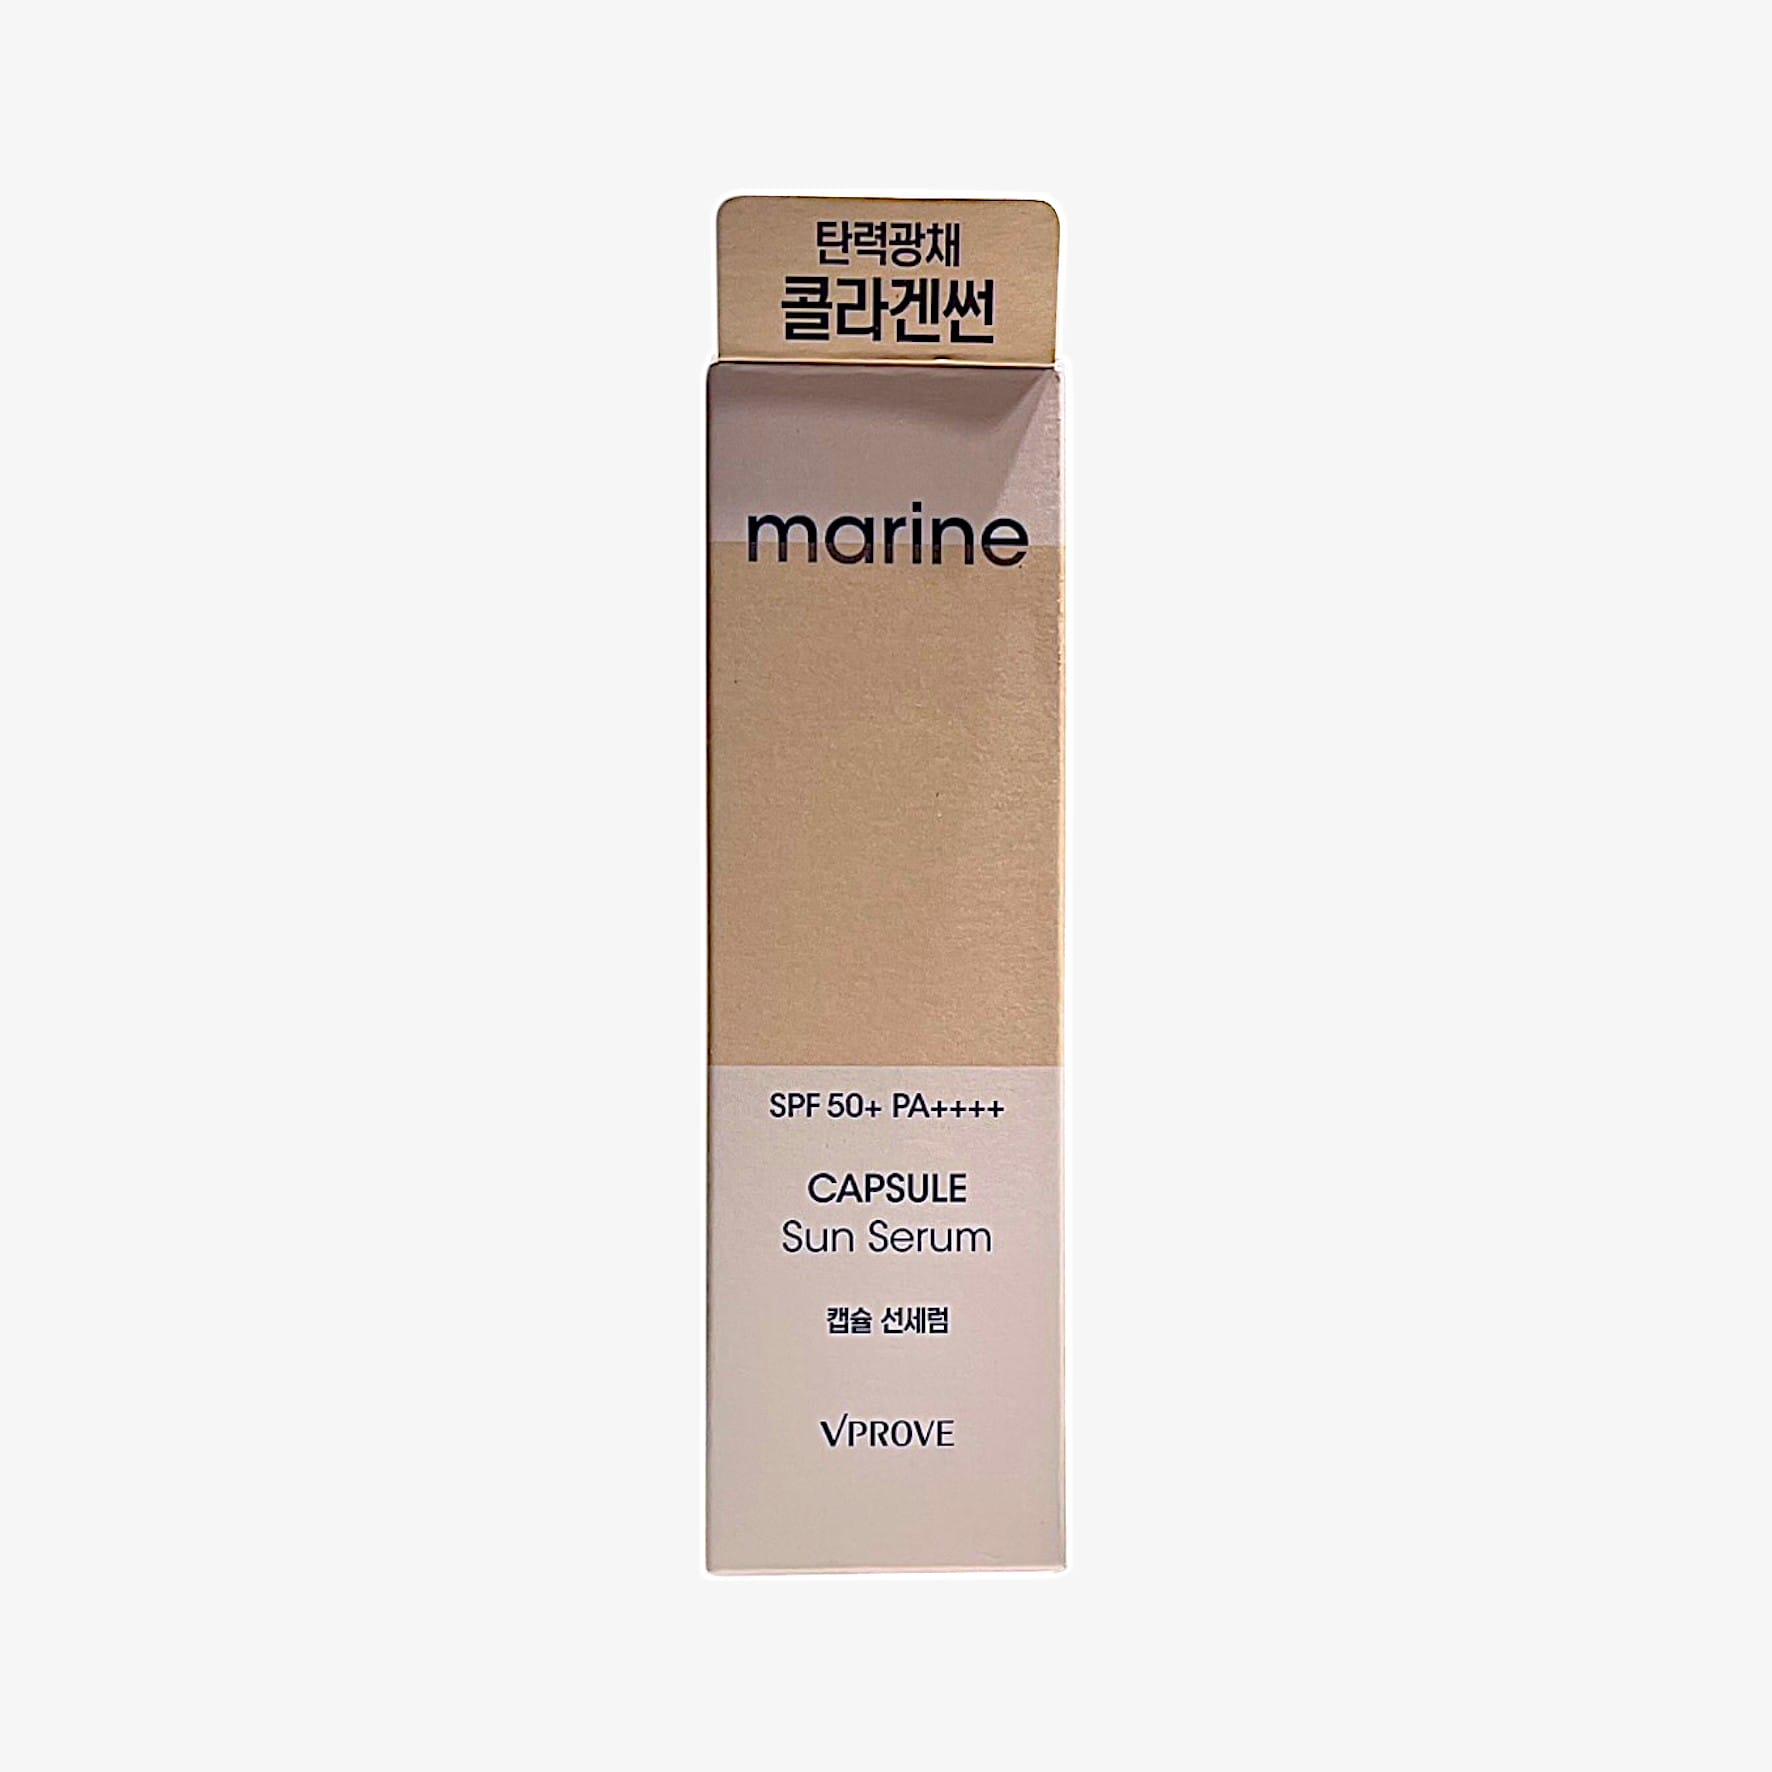 탄력광채
콜라겐썬
marine
SPF 50+ PA++++
CAPSULE
Sun Serum
캡슐 선세럼
VPROVE